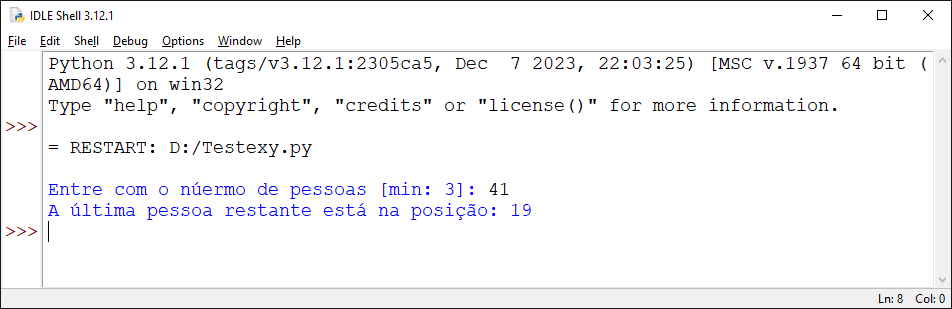 IDLE Shell 3.12.1
File Edit Shell Debug Options Window Help
Python 3.12.1 (tags/v3.12.1:2305ca5, Dec  7 2023, 22:03:25) [MSC v.1937 64 bit (
AMD64)] on win32
Type "help", "copyright", "credits" or "license()" for more information.
>>>
= RESTART: D:/Testexy.py
Entre com o núermo de pessoas [min: 3]: 41
A última pessoa restante está na posição: 19
>>>
Ln: 8 Col: 0